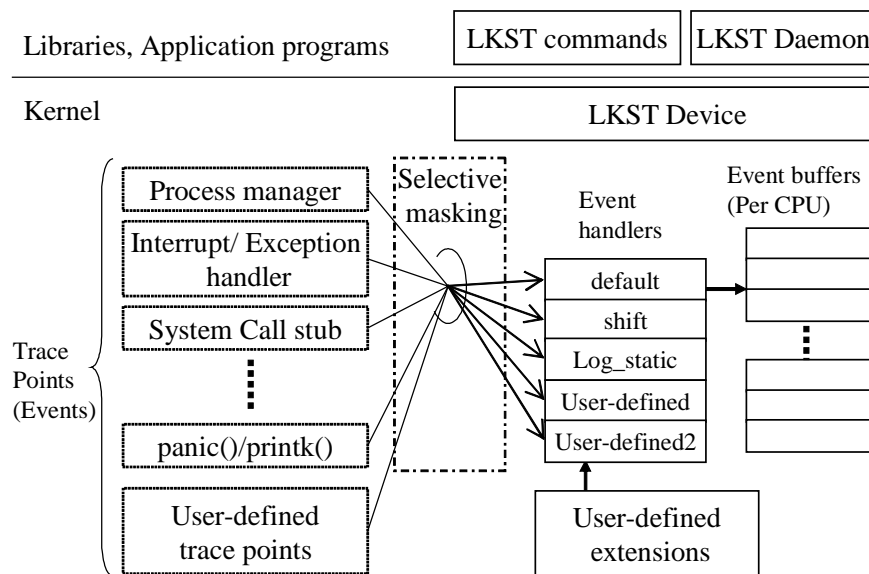 Libraries, Application programs
LKST commands
LKST Daemon
Kernel
LKST Device
Process manager
Interrupt/ Exception
handler
System Call stub
panic()/printk()
User-defined
trace points
Trace
Points
(Events)
Selective
masking
Event
handlers
default
shift
Log_static
User-defined
User-defined2
User-defined
extensions
Event buffers
(Per CPU)